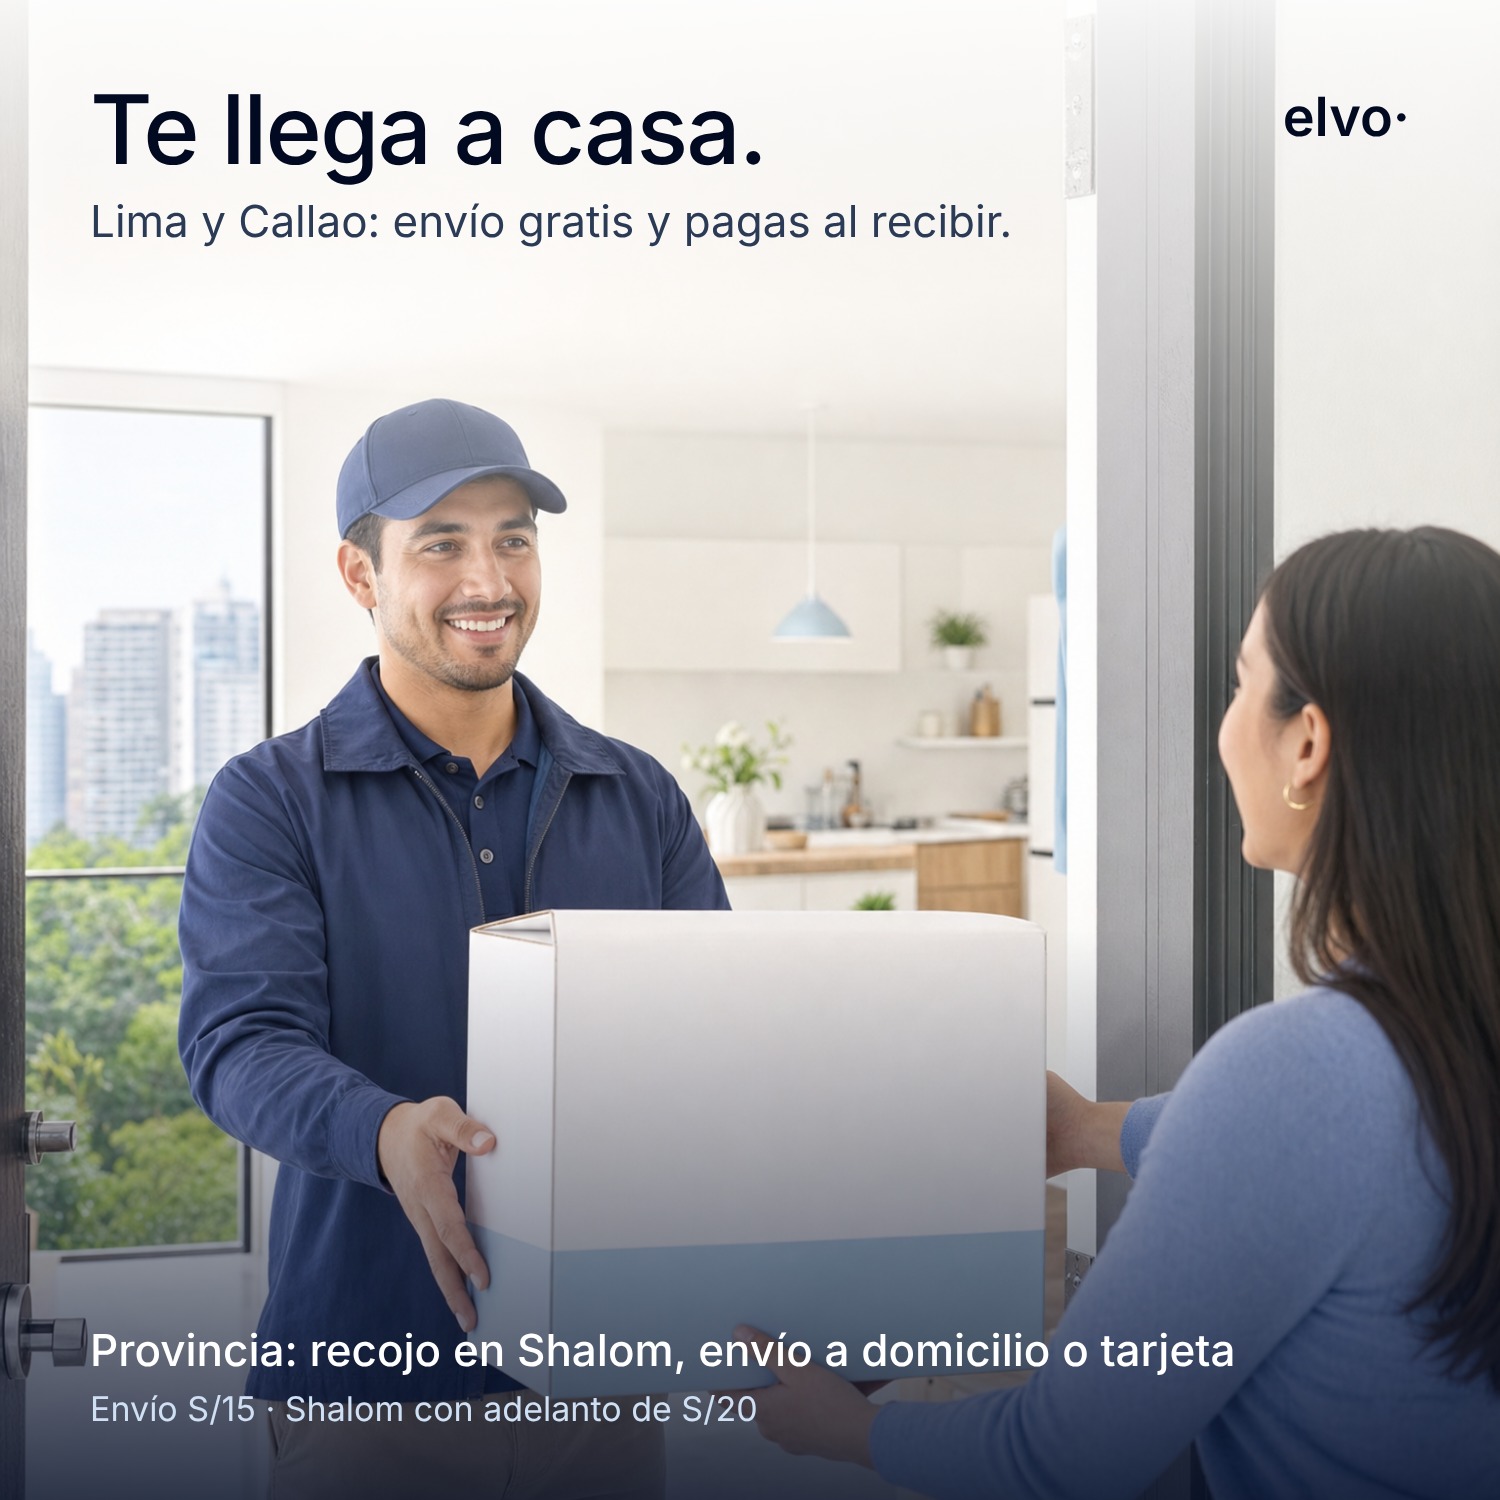 Te llega a casa.
elvo·
Lima y Callao: envío gratis y pagas al recibir.
Provincia: recojo en Shalom, envío a domicilio o tarjeta
Envío S/15 · Shalom con adelanto de S/20